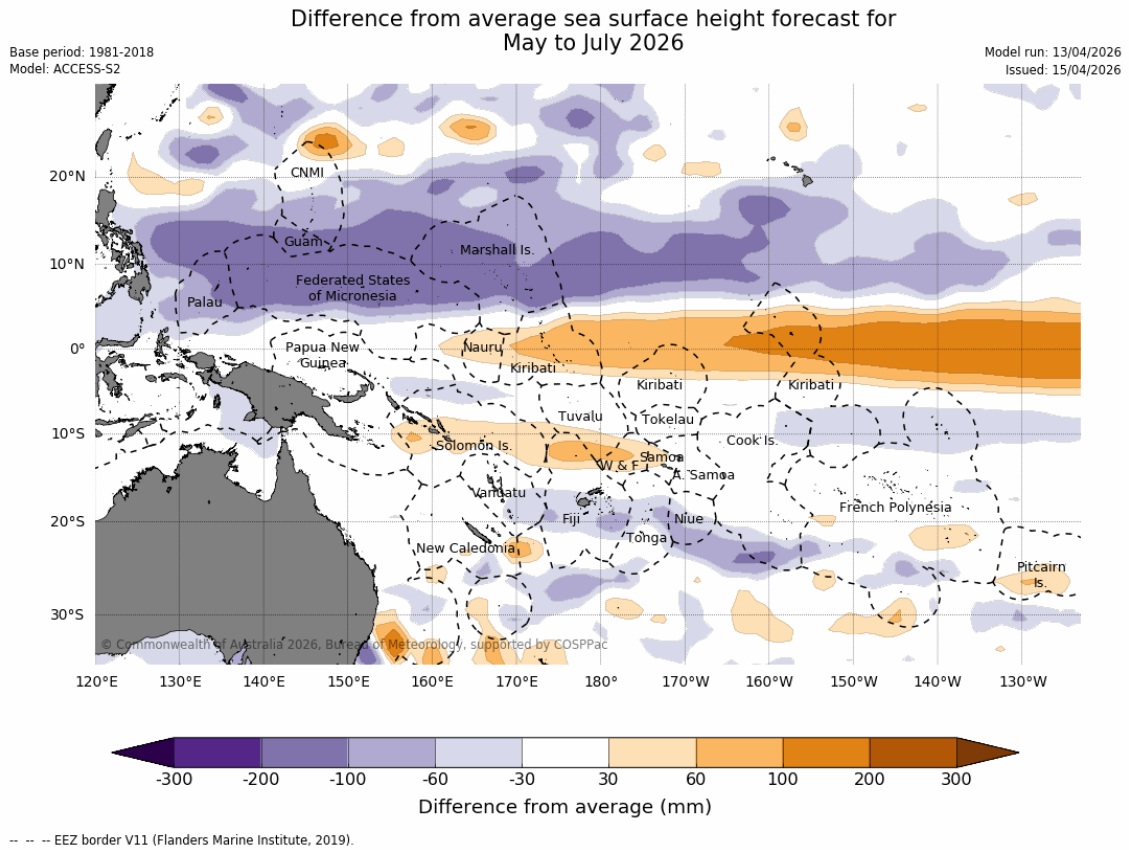 Difference from average sea surface height forecast for
May to July 2026
Base period: 1981-2018
Model: ACCESS-S2
Model run: 13/04/2026
Issued: 15/04/2026
CNMI
20°N
Guam
Marshall Is.
10°N
Federated States
of Micronesia
Palau
0°
Papua New
Guinea
Nauru
Kiribati
Kiribati
Kiribati
Tuvalu
Tokelau
10°S
Solomon Is.
Cook Is.
Samoa
W & F
A. Samoa
Vanuatu
French Polynesia
20°S
Fiji
Niue
Tonga
New Caledonia
Pitcairn
Is.
30°S
© Commonwealth of Australia 2026, Bureau of Meteorology, supported by COSPPac
120°E 130°E 140°E 150°E 160°E 170°E 180° 170°W 160°W 150°W 140°W 130°W
-300 -200 -100 -60 -30 30 60 100 200 300
Difference from average (mm)
-- -- -- EEZ border V11 (Flanders Marine Institute, 2019).